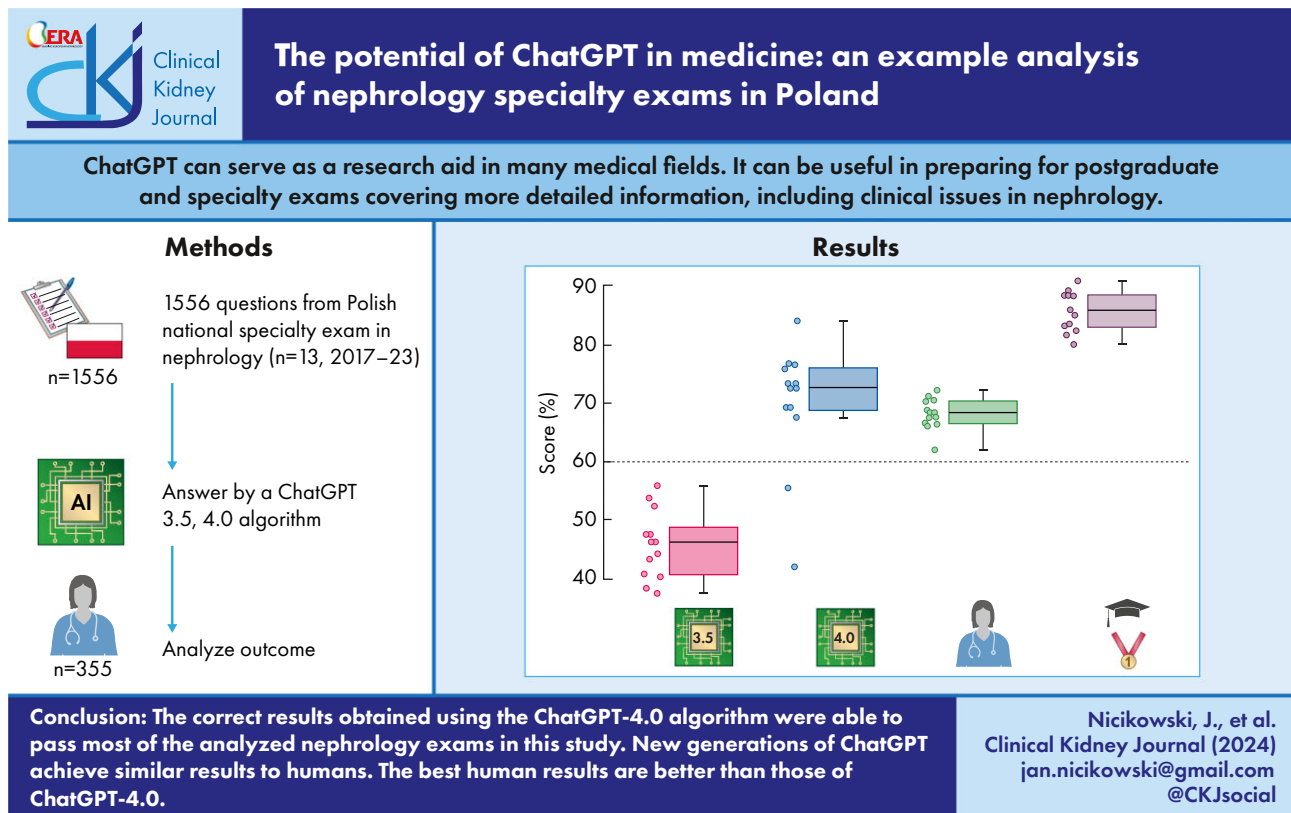 ERA
ckj
Clinical
Kidney
Journal
The potential of ChatGPT in medicine: an example analysis
of nephrology specialty exams in Poland
ChatGPT can serve as a research aid in many medical fields. It can be useful in preparing for postgraduate
and specialty exams covering more detailed information, including clinical issues in nephrology.
Methods
1556 questions from Polish
national specialty exam in
nephrology (n=13, 2017–23)
n=1556
AI
Answer by a ChatGPT
3.5, 4.0 algorithm
n=355
Analyze outcome
Results
Score (%)
90
80
70
60
50
40
3.5
4.0
1
Conclusion: The correct results obtained using the ChatGPT-4.0 algorithm were able to
pass most of the analyzed nephrology exams in this study. New generations of ChatGPT
achieve similar results to humans. The best human results are better than those of
ChatGPT-4.0.
Nicikowski, J., et al.
Clinical Kidney Journal (2024)
jan.nicikowski@gmail.com
@CKJsocial